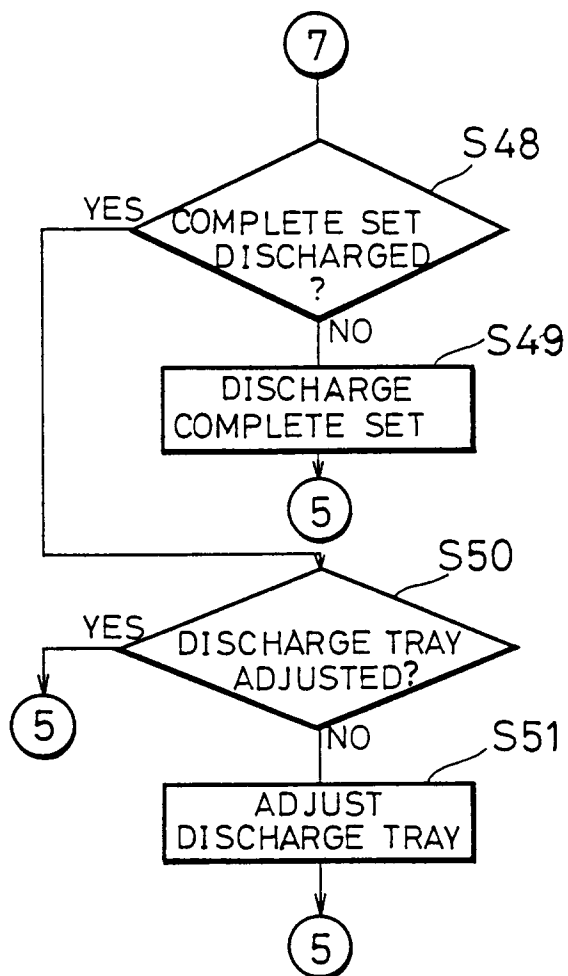 7
S48
YES
COMPLETE SET
DISCHARGED
?
NO
S49
DISCHARGE
COMPLETE SET
5
S50
YES
DISCHARGE TRAY
ADJUSTED?
5
NO
S51
ADJUST
DISCHARGE TRAY
5